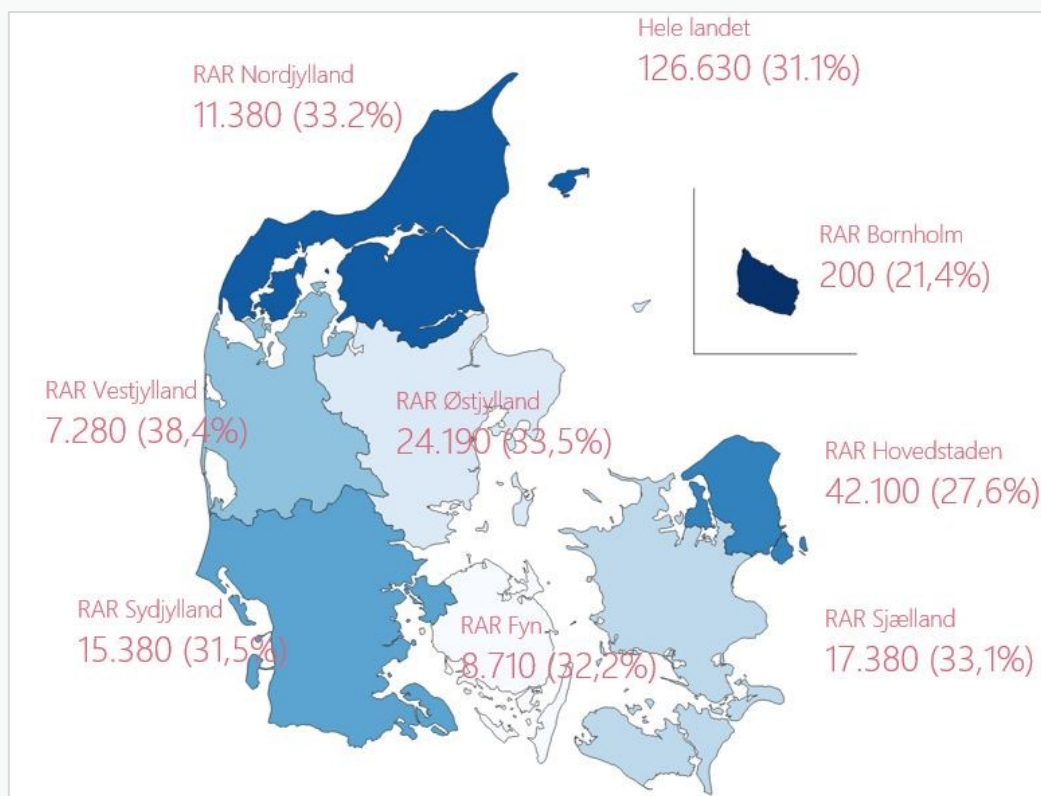 Hele landet
126.630 (31.1%)
RAR Nordjylland
11.380 (33.2%)
RAR Bornholm
200 (21,4%)
RAR Vestjylland
7.280 (38,4%)
RAR Østjylland
24.190 (33,5%)
RAR Hovedstaden
42.100 (27,6%)
RAR Sydjylland
15.380 (31,5%)
RAR Fyn
8.710 (32,2%)
RAR Sjælland
17.380 (33,1%)